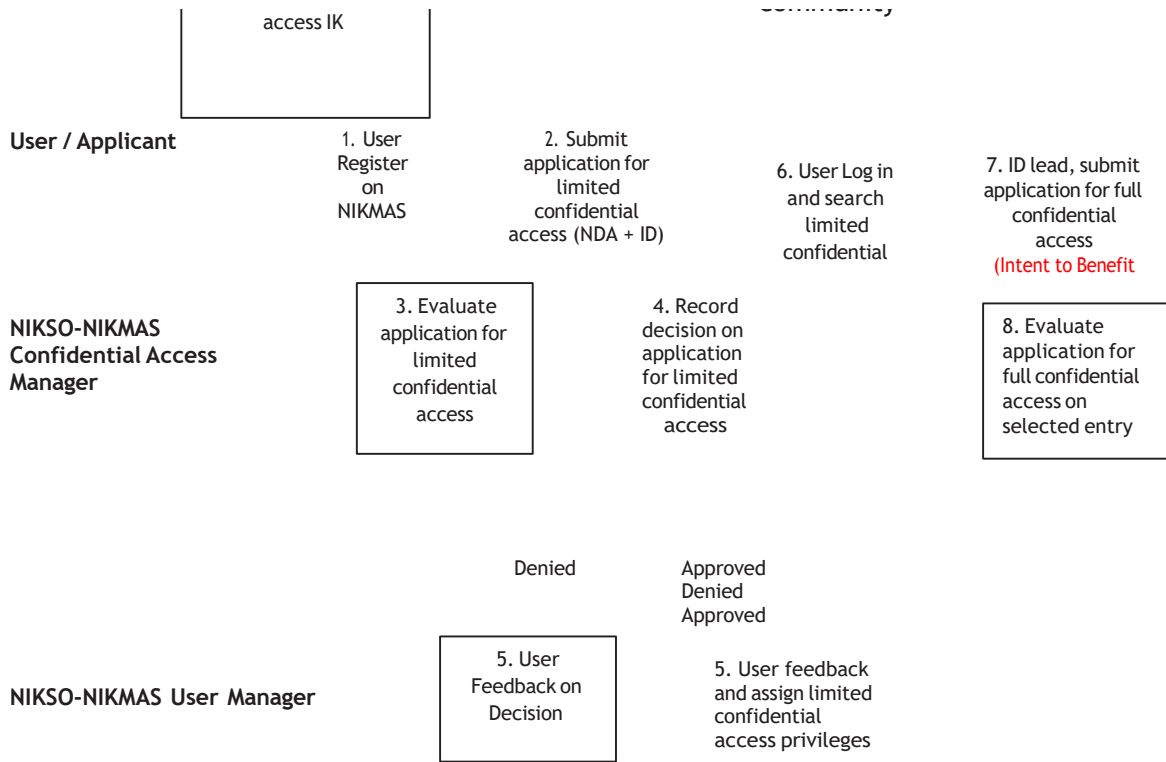 access IK
User / Applicant
1. User
Register
on
NIKMAS
2. Submit
application for
limited
confidential
access (NDA + ID)
6. User Log in
and search
limited
confidential
7. ID lead, submit
application for full
confidential
access
(Intent to Benefit
NIKSO-NIKMAS
Confidential Access
Manager
3. Evaluate
application for
limited
confidential
access
4. Record
decision on
application
for limited
confidential
access
8. Evaluate
application for
full confidential
access on
selected entry
Denied
Approved
Denied
Approved
NIKSO-NIKMAS User Manager
5. User
Feedback on
Decision
5. User feedback
and assign limited
confidential
access privileges